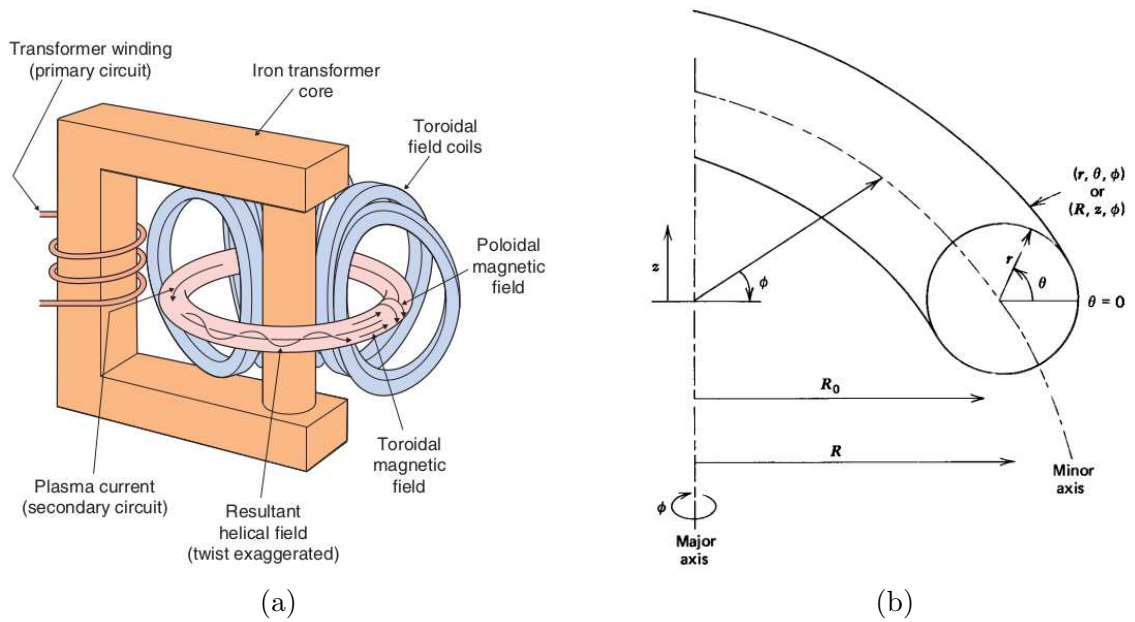 Transformer winding
(primary circuit)
Iron transformer
core
Toroidal
field coils
Poloidal
magnetic
field
Toroidal
magnetic
field
Resultant
helical field
(twist exaggerated)
Plasma current
(secondary circuit)
(a)
(r, θ, ϕ)
or
(R, z, ϕ)
z
ϕ
r
θ
θ = 0
R₀
R
Minor
axis
ϕ
Major
axis
(b)